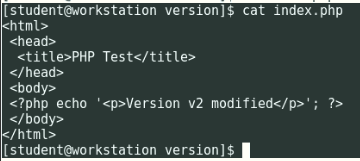 [student@workstation version]$ cat index.php
<html>
 <head>
  <title>PHP Test</title>
 </head>
 <body>
 <?php echo '<p>Version v2 modified</p>'; ?>
 </body>
</html>
[student@workstation version]$